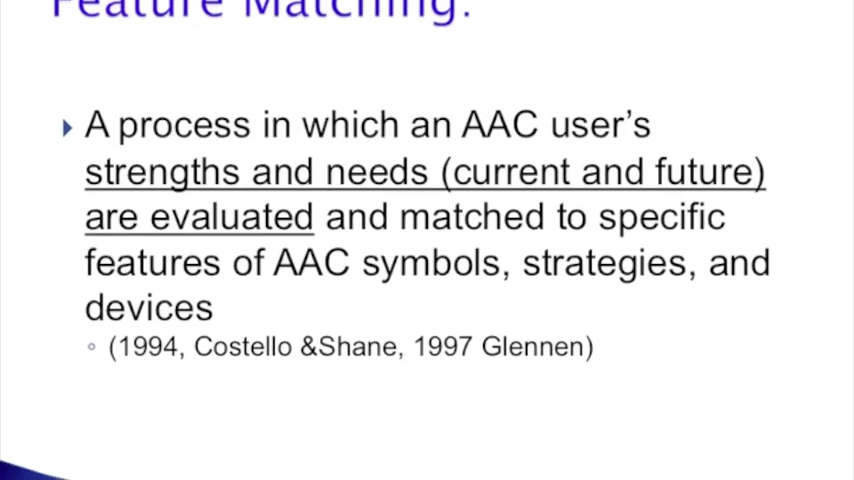 Feature Matching:
A process in which an AAC user's
strengths and needs (current and future)
are evaluated and matched to specific
features of AAC symbols, strategies, and
devices
(1994, Costello &Shane, 1997 Glennen)